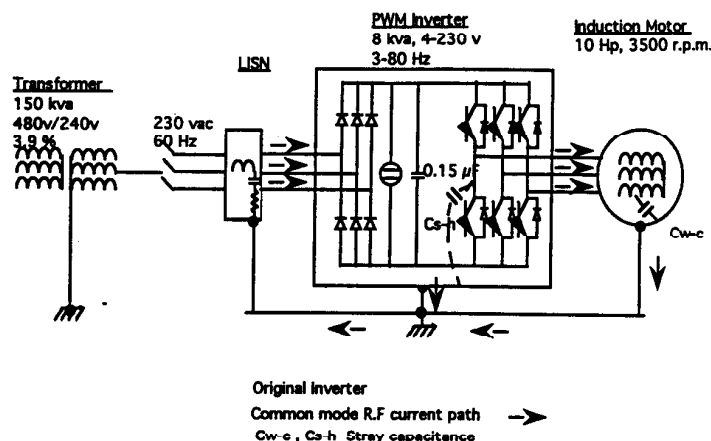 PWM Inverter
8 kva, 4-230 v
3-80 Hz
Induction Motor
10 Hp, 3500 r.p.m.
LISN
Transformer
150 kva
480v/240v
3.9 %
230 vac
60 Hz
0.15 µF
Cs-h
Cw-c
Original Inverter
Common mode R.F current path
Cw-c , Cs-h Stray capacitance